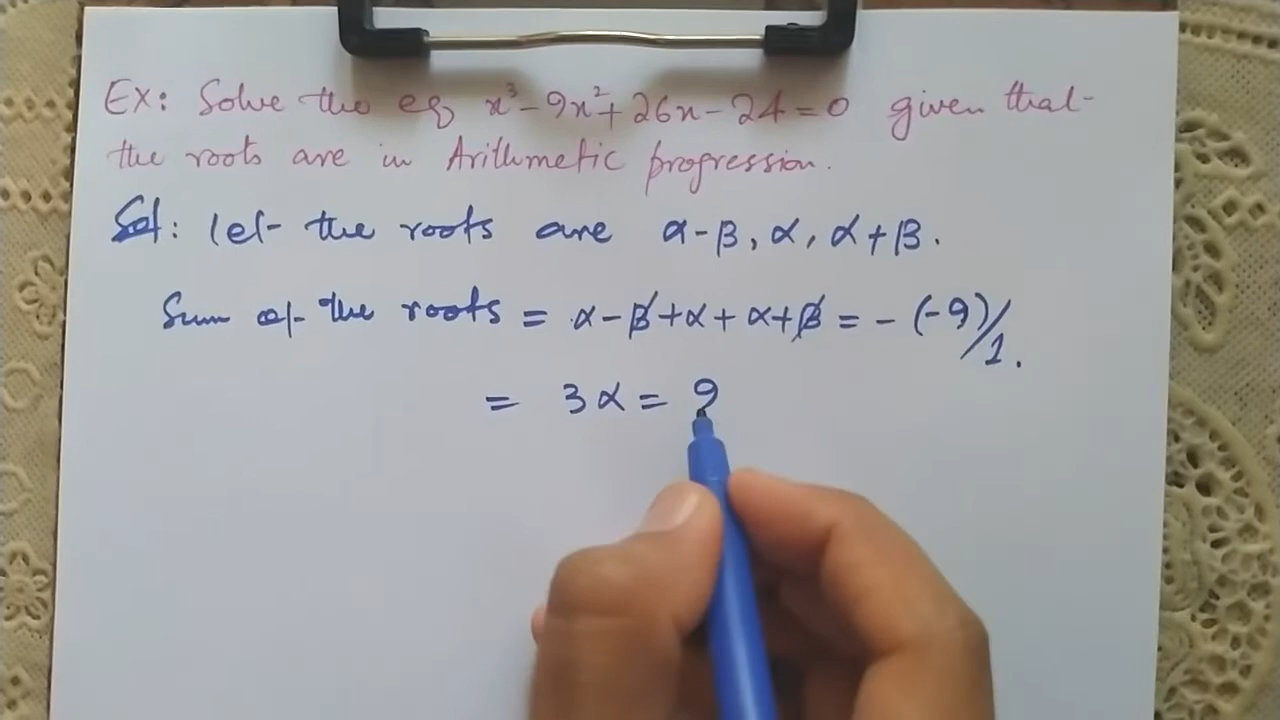 Ex: Solve the eq x³ - 9x² + 26x - 24 = 0 given that
the roots are in Arithmetic progression.
Sol: let the roots are α-β, α, α+β.
Sum of the roots = α-β+α+α+β = -(-9)/1.
= 3α = 9